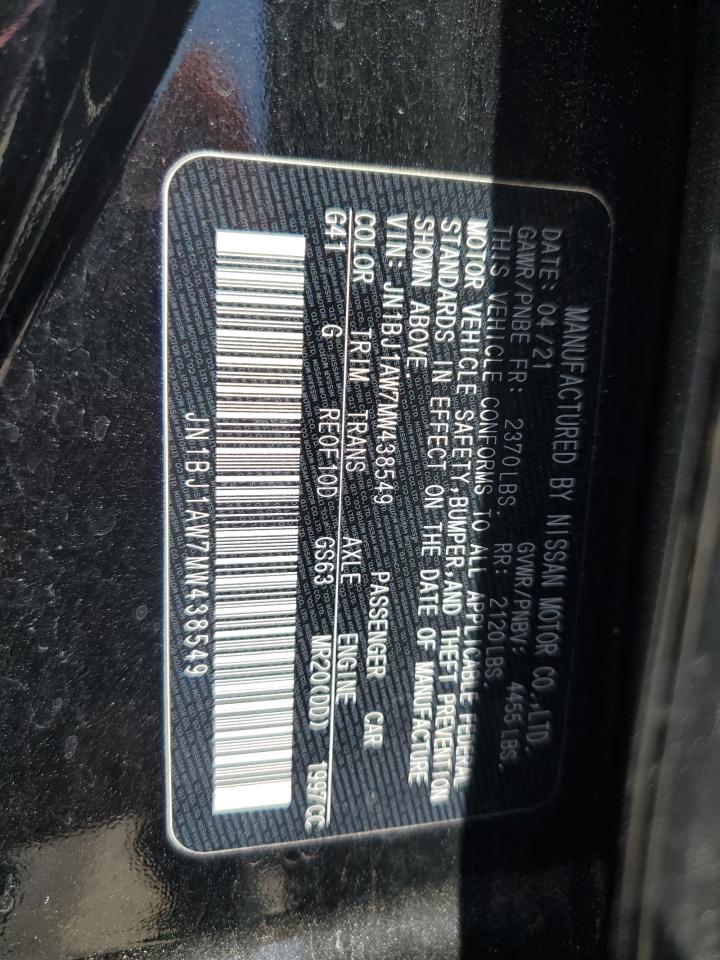 MANUFACTURED BY NISSAN MOTOR CO.,LTD.
DATE: 04/21 GVWR/PNBV: 4455 LBS.
GAWR/PNBE FR: 2370LBS RR: 2120LBS
THIS VEHICLE CONFORMS TO ALL APPLICABLE FEDERAL
MOTOR VEHICLE SAFETY,BUMPER,AND THEFT PREVENTION
STANDARDS IN EFFECT ON THE DATE OF MANUFACTURE
SHOWN ABOVE
VIN: JN1BJ1AW7MW438549 PASSENGER CAR
COLOR TRIM TRANS AXLE ENGINE
G41 G RE0F10D GS63 MR20(DD) 1997CC
JN1BJ1AW7MW438549